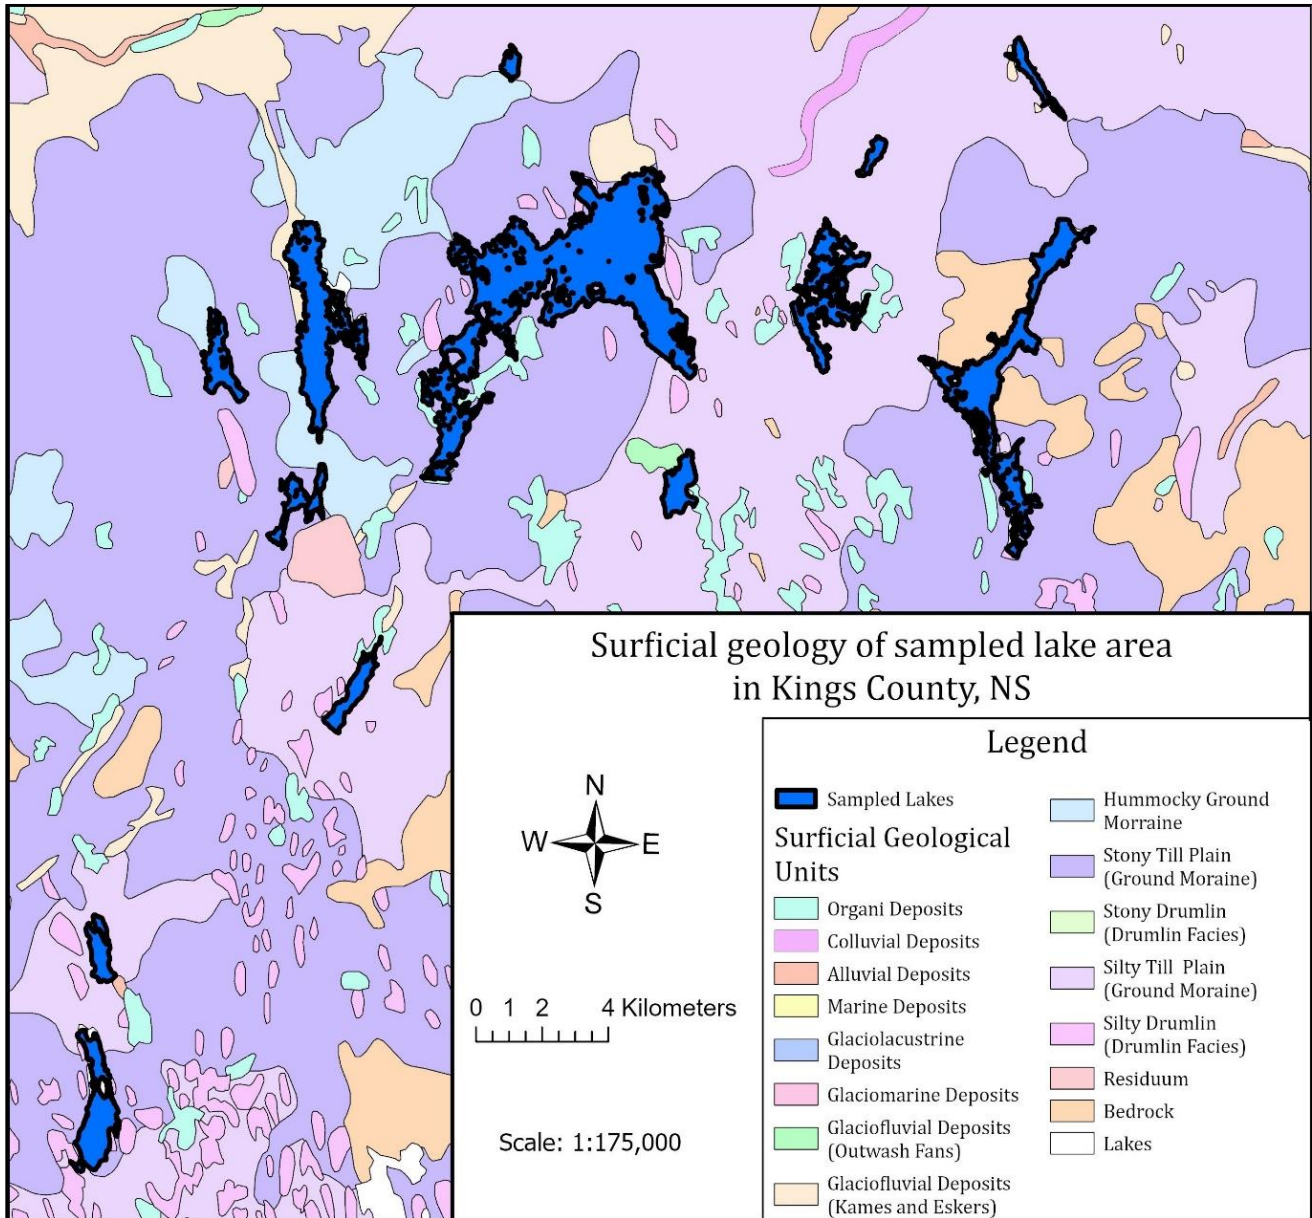 Surficial geology of sampled lake area
in Kings County, NS
N
W
E
S
0 1 2 4 Kilometers
Scale: 1:175,000
Legend
Sampled Lakes
Surficial Geological
Units
Organi Deposits
Colluvial Deposits
Alluvial Deposits
Marine Deposits
Glaciolacustrine
Deposits
Glaciomarine Deposits
Glaciofluvial Deposits
(Outwash Fans)
Glaciofluvial Deposits
(Kames and Eskers)
Hummocky Ground
Morraine
Stony Till Plain
(Ground Moraine)
Stony Drumlin
(Drumlin Facies)
Silty Till Plain
(Ground Moraine)
Silty Drumlin
(Drumlin Facies)
Residuum
Bedrock
Lakes